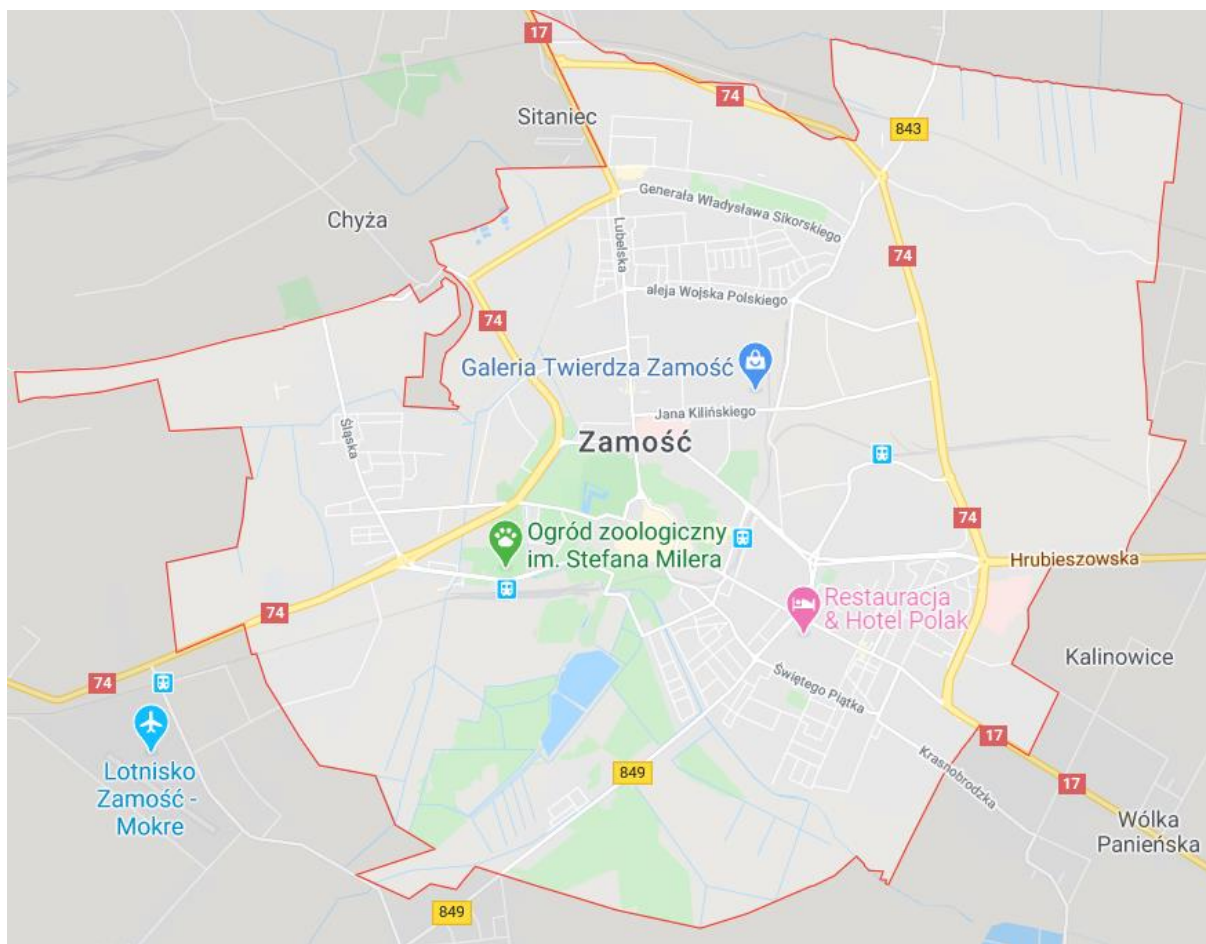 17
74
Sitaniec
843
Generała Władysława Sikorskiego
Chyża
Lubelska
74
aleja Wojska Polskiego
74
Galeria Twierdza Zamość
Jana Kilińskiego
Śląska
Zamość
74
Ogród zoologiczny
im. Stefana Milera
Hrubieszowska
Restauracja
& Hotel Polak
74
Kalinowice
74
Świętego Piątka
17
Krasnobrodzka
Lotnisko
Zamość -
Mokre
849
17
Wólka
Panieńska
849